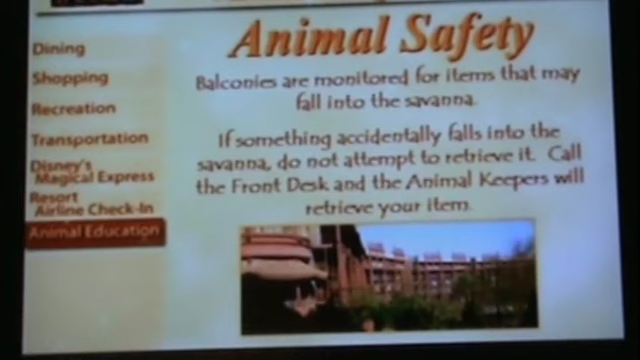 Animal Safety
Dining
Shopping
Recreation
Transportation
Disney's
Magical Express
Resort
Airline Check-In
Animal Education
Balconies are monitored for items that may
fall into the savanna.
If something accidentally falls into the
savanna, do not attempt to retrieve it. Call
the Front Desk and the Animal Keepers will
retrieve your item.